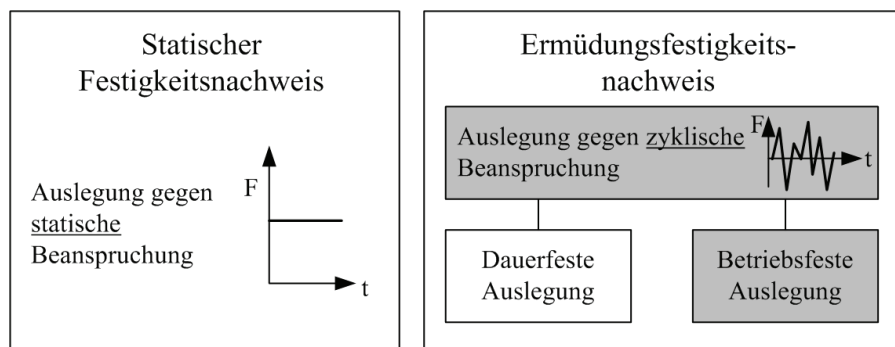 Statischer
Festigkeitsnachweis
Auslegung gegen
statische
Beanspruchung
F
t
Ermüdungsfestigkeits-
nachweis
Auslegung gegen zyklische
Beanspruchung
F
t
Dauerfeste
Auslegung
Betriebsfeste
Auslegung